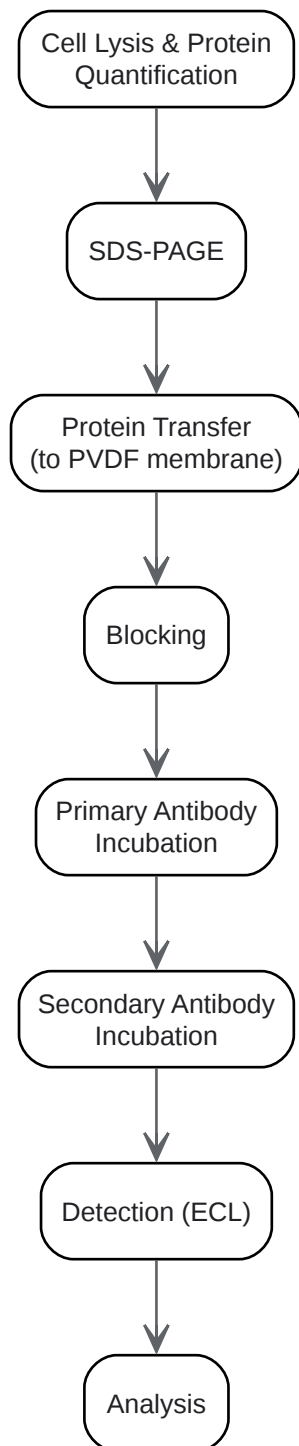 Cell Lysis & Protein
Quantification
SDS-PAGE
Protein Transfer
(to PVDF membrane)
Blocking
Primary Antibody
Incubation
Secondary Antibody
Incubation
Detection (ECL)
Analysis